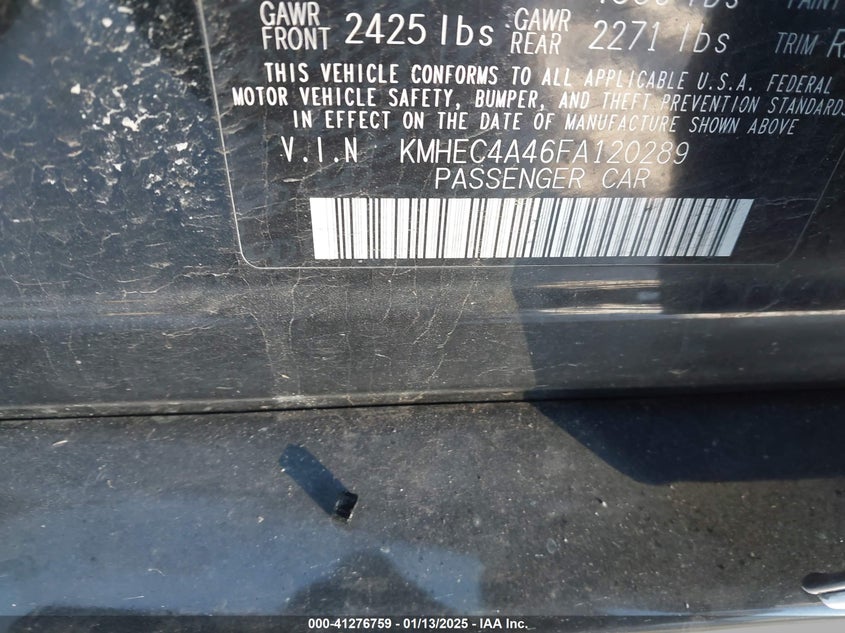 GAWR FRONT 2425 lbs GAWR REAR 2271 lbs TRIM
THIS VEHICLE CONFORMS TO ALL APPLICABLE U.S.A. FEDERAL
MOTOR VEHICLE SAFETY, BUMPER, AND THEFT PREVENTION STANDARDS
IN EFFECT ON THE DATE OF MANUFACTURE SHOWN ABOVE
V.I.N KMHEC4A46FA120289
PASSENGER CAR
000-41276759 — 01/13/2025 — IAA Inc.